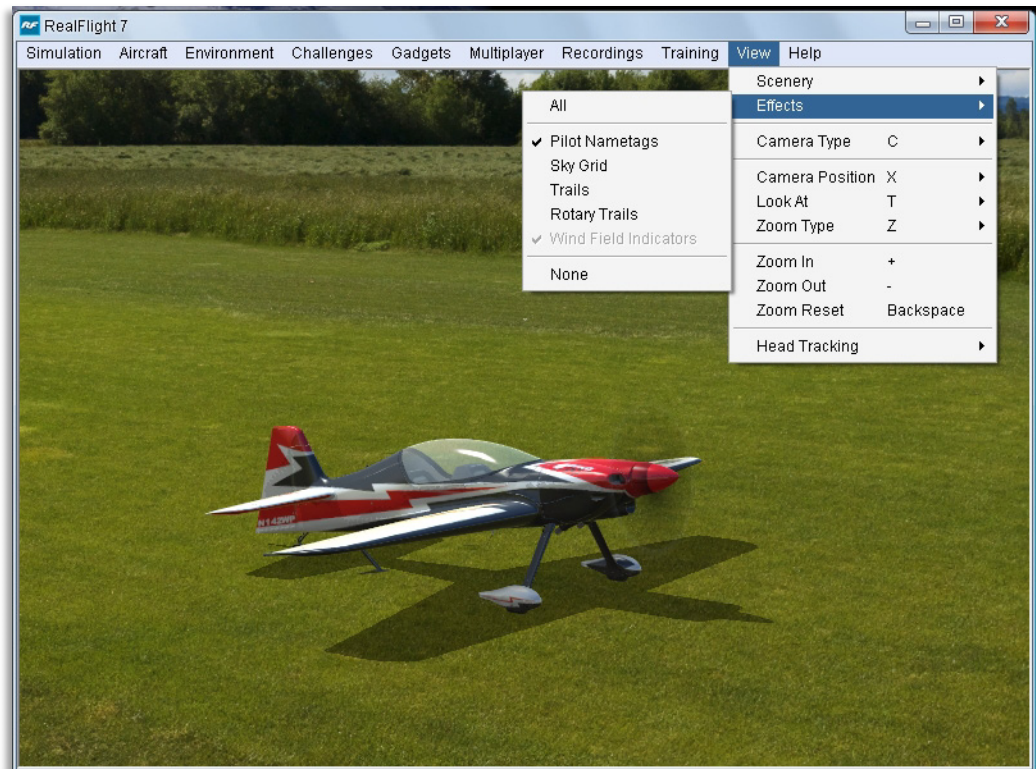 RealFlight 7
Simulation Aircraft Environment Challenges Gadgets Multiplayer Recordings Training View Help
All
Pilot Nametags
Sky Grid
Trails
Rotary Trails
Wind Field Indicators
None
Scenery
Effects
Camera Type C
Camera Position X
Look At T
Zoom Type Z
Zoom In +
Zoom Out -
Zoom Reset Backspace
Head Tracking
N142WP